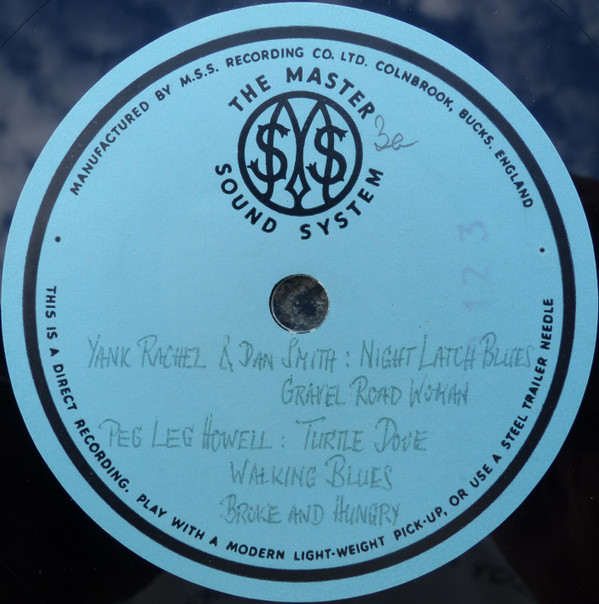 MANUFACTURED BY M.S.S. RECORDING CO. LTD. COLNBROOK, BUCKS. ENGLAND
THE MASTER
MSS
SOUND SYSTEM
123
YANK RACHEL & DAN SMITH : NIGHT LATCH BLUES
GRAVEL ROAD WOMAN
PEG LEG HOWELL : TURTLE DOVE
WALKING BLUES
BROKE AND HUNGRY
THIS IS A DIRECT RECORDING. PLAY WITH A MODERN LIGHT-WEIGHT PICK-UP, OR USE A STEEL TRAILER NEEDLE